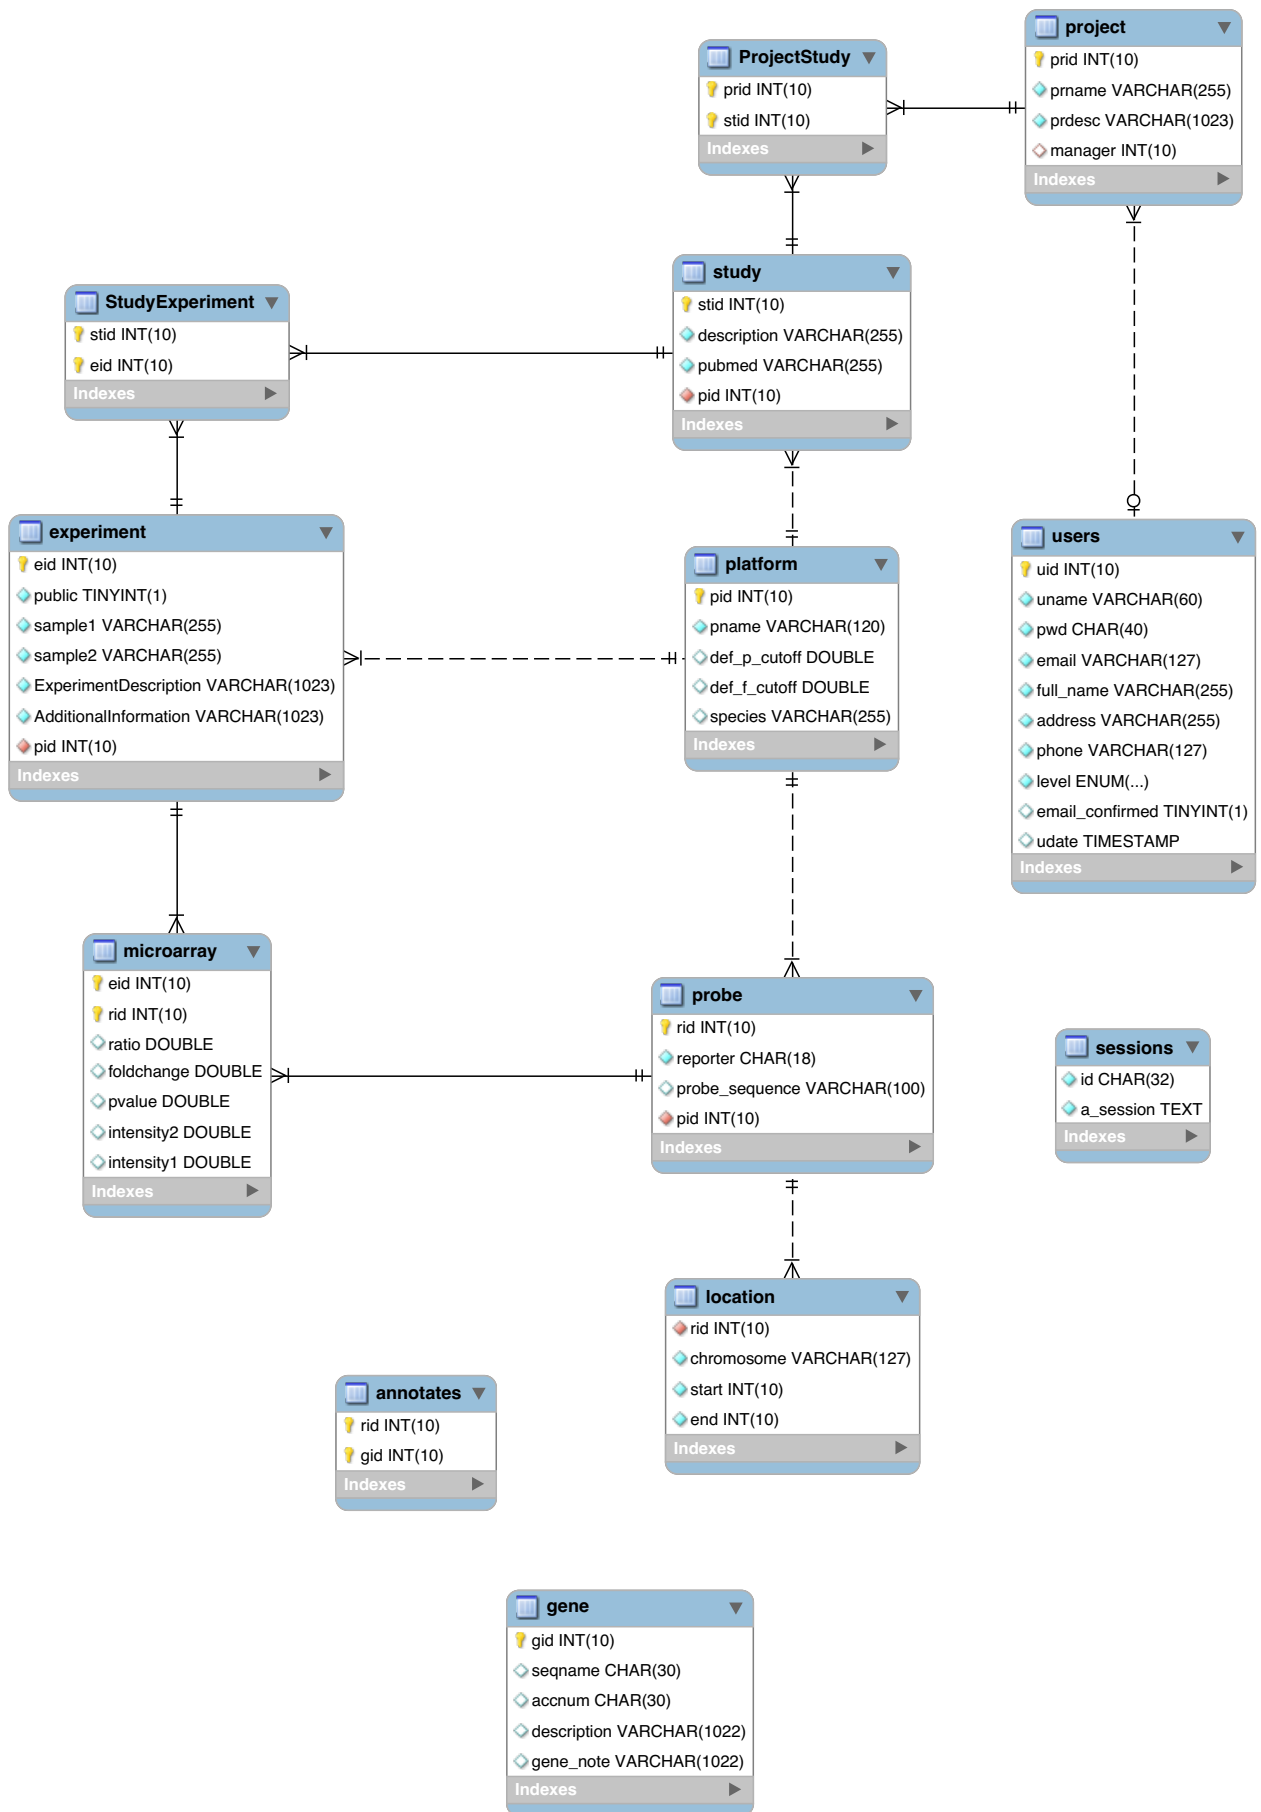 project
prid INT(10)
prname VARCHAR(255)
prdesc VARCHAR(1023)
manager INT(10)
Indexes
ProjectStudy
prid INT(10)
stid INT(10)
Indexes
study
stid INT(10)
description VARCHAR(255)
pubmed VARCHAR(255)
pid INT(10)
Indexes
StudyExperiment
stid INT(10)
eid INT(10)
Indexes
experiment
eid INT(10)
public TINYINT(1)
sample1 VARCHAR(255)
sample2 VARCHAR(255)
ExperimentDescription VARCHAR(1023)
AdditionalInformation VARCHAR(1023)
pid INT(10)
Indexes
platform
pid INT(10)
pname VARCHAR(120)
def_p_cutoff DOUBLE
def_f_cutoff DOUBLE
species VARCHAR(255)
Indexes
users
uid INT(10)
uname VARCHAR(60)
pwd CHAR(40)
email VARCHAR(127)
full_name VARCHAR(255)
address VARCHAR(255)
phone VARCHAR(127)
level ENUM(...)
email_confirmed TINYINT(1)
udate TIMESTAMP
Indexes
microarray
eid INT(10)
rid INT(10)
ratio DOUBLE
foldchange DOUBLE
pvalue DOUBLE
intensity2 DOUBLE
intensity1 DOUBLE
Indexes
probe
rid INT(10)
reporter CHAR(18)
probe_sequence VARCHAR(100)
pid INT(10)
Indexes
sessions
id CHAR(32)
a_session TEXT
Indexes
location
rid INT(10)
chromosome VARCHAR(127)
start INT(10)
end INT(10)
Indexes
annotates
rid INT(10)
gid INT(10)
Indexes
gene
gid INT(10)
seqname CHAR(30)
accnum CHAR(30)
description VARCHAR(1022)
gene_note VARCHAR(1022)
Indexes